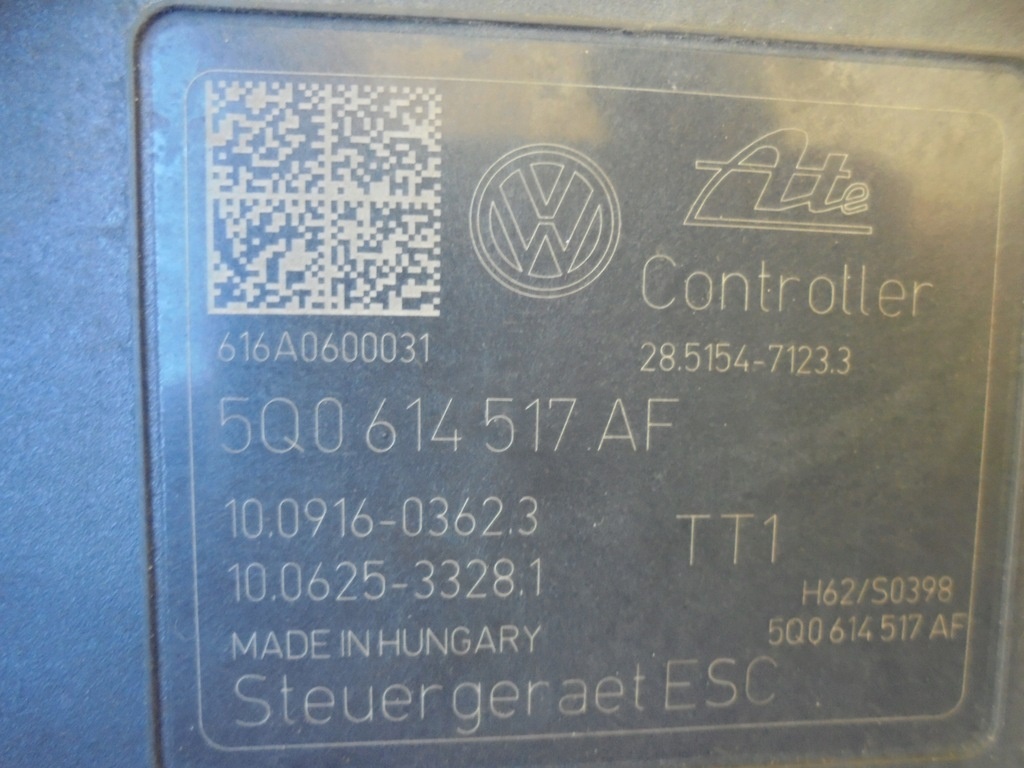 Ate
Controller
616A0600031
28.5154-7123.3
5Q0 614 517 AF
10.0916-0362.3
TT1
10.0625-3328.1
H62/S0398
5Q0 614 517 AF
MADE IN HUNGARY
Steuergeraet ESC